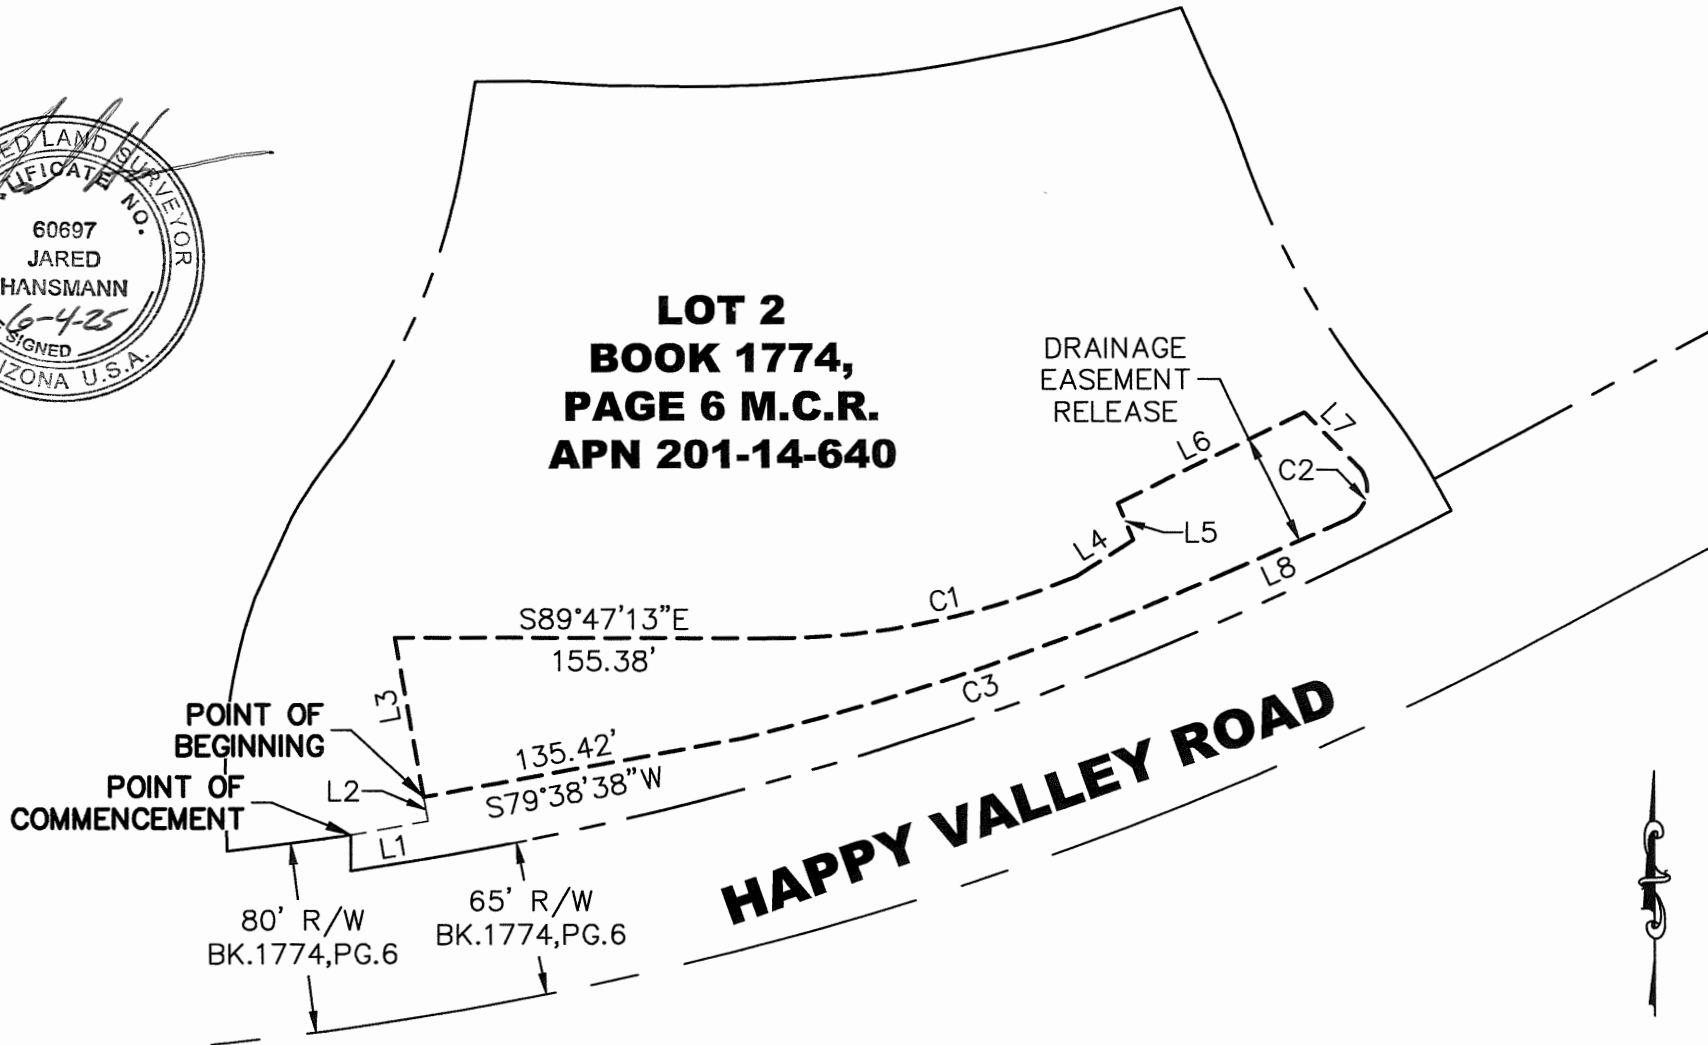 LAND SURVEYOR
NO.
60697
JARED
HANSMANN
6-4-25
SIGNED
U.S.A.
LOT 2
BOOK 1774,
PAGE 6 M.C.R.
APN 201-14-640
DRAINAGE
EASEMENT
RELEASE
L6
L7
C2
L5
L4
L8
C1
S89°47'13"E
155.38'
L3
C3
POINT OF
BEGINNING
135.42'
S79°38'38"W
POINT OF
COMMENCEMENT
L2
L1
HAPPY VALLEY ROAD
80' R/W
BK.1774,PG.6
65' R/W
BK.1774,PG.6